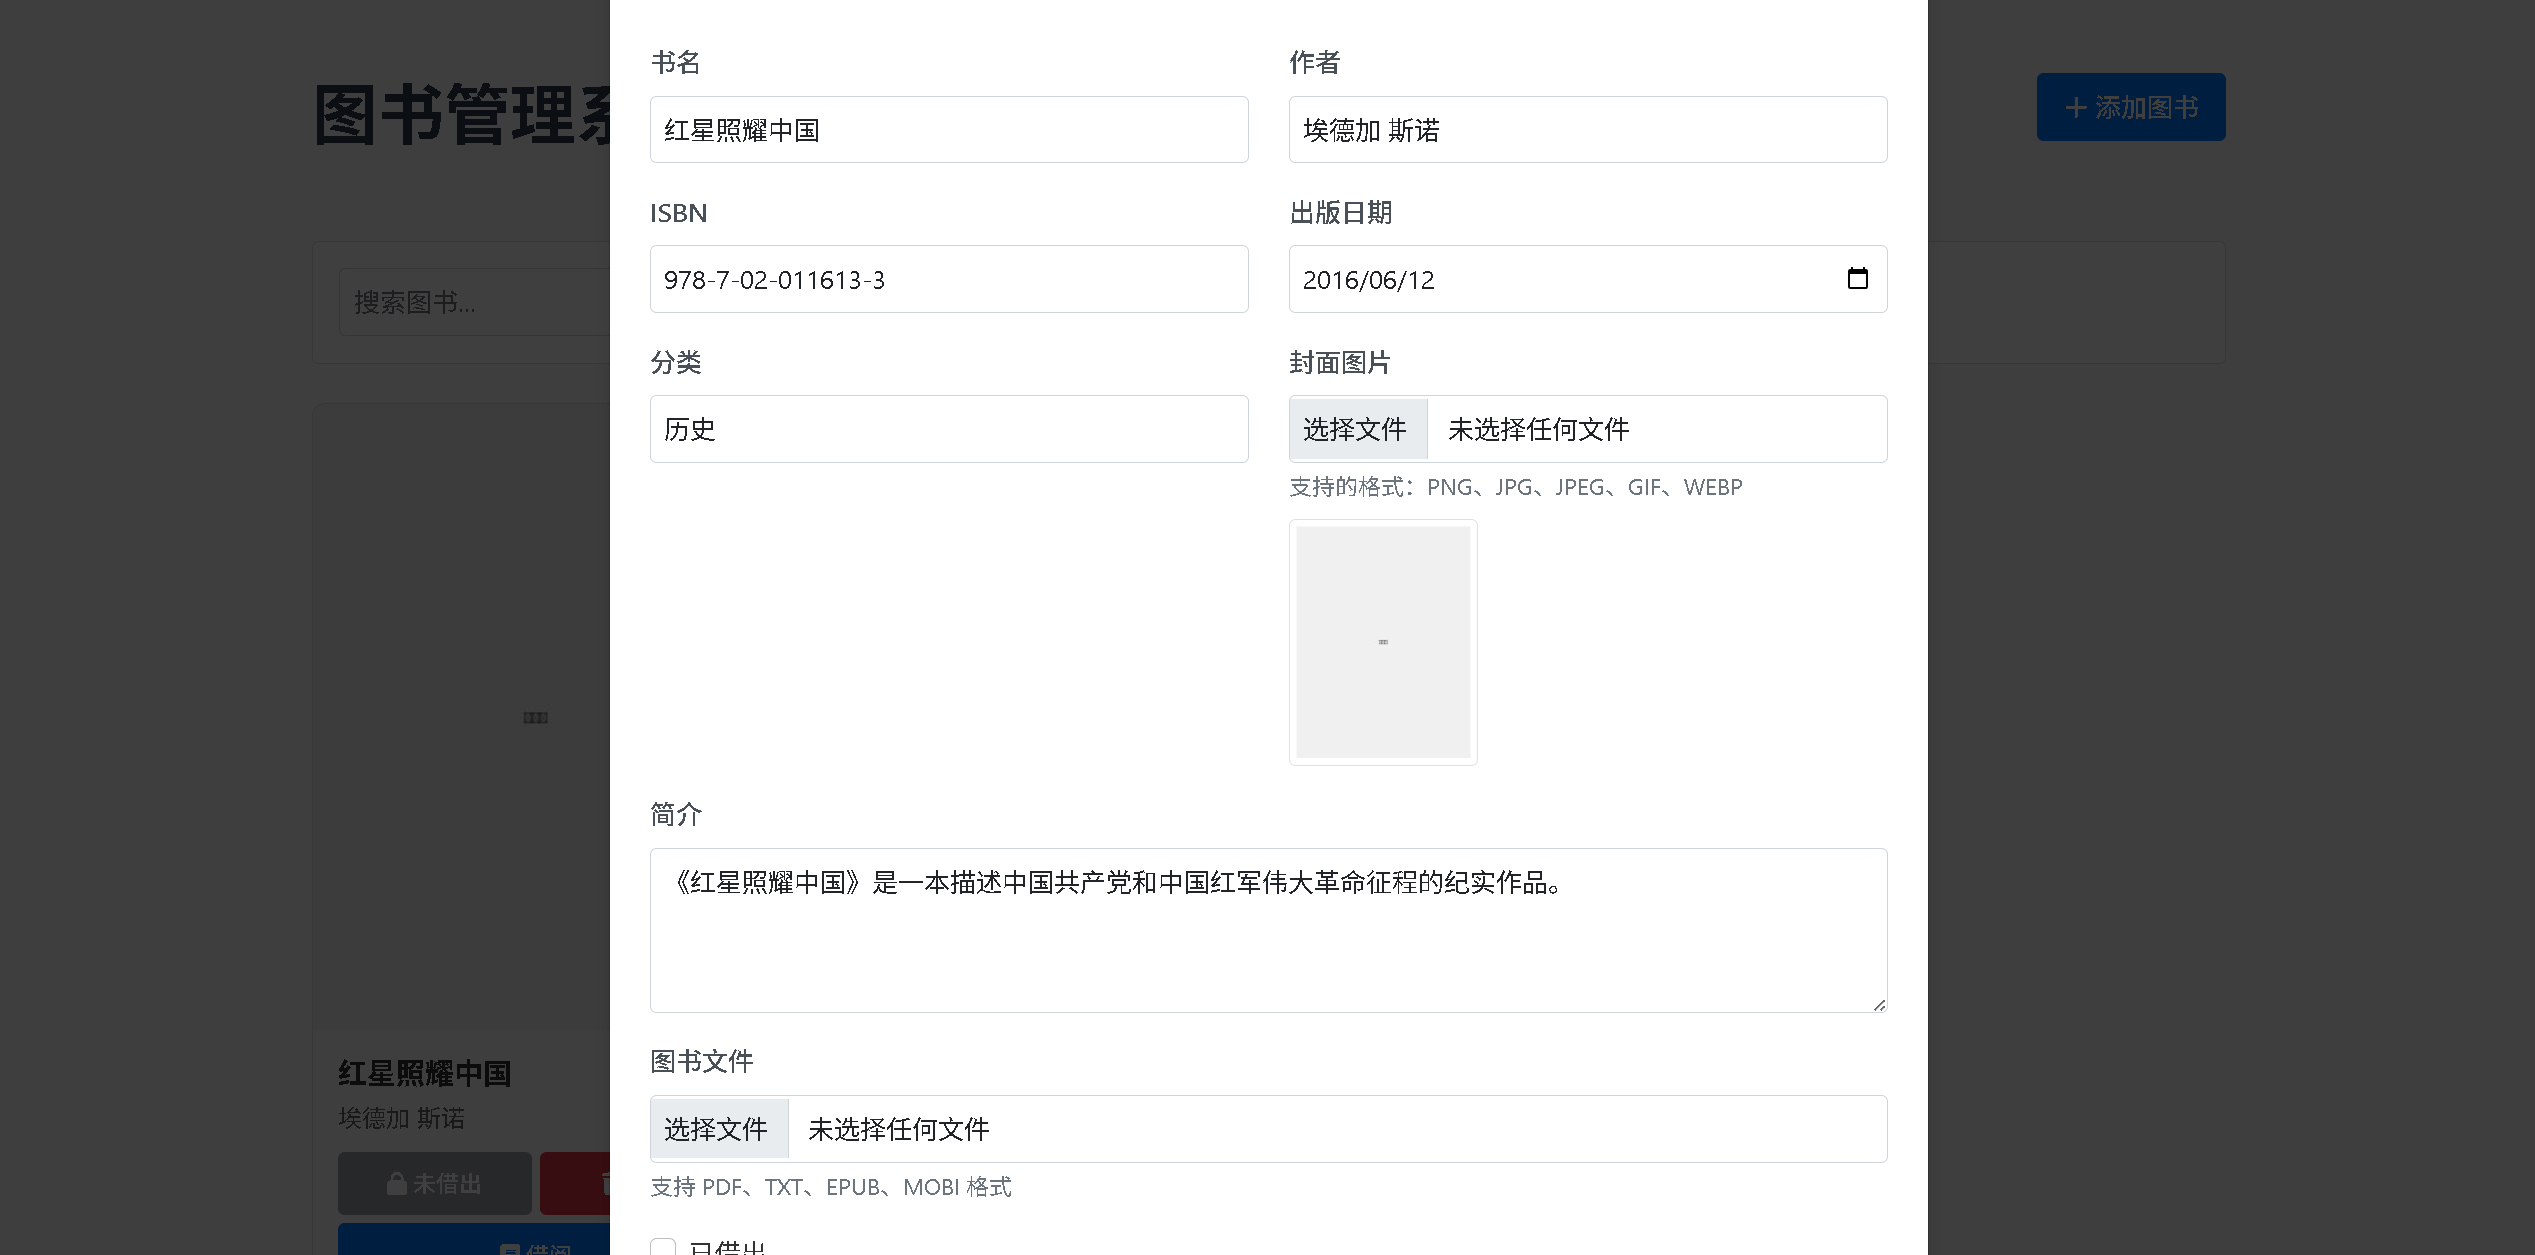 图书管理系
添加图书
搜索图书...
红星照耀中国
埃德加 斯诺
未借出
借阅
书名
红星照耀中国
作者
埃德加 斯诺
ISBN
978-7-02-011613-3
出版日期
2016/06/12
分类
历史
封面图片
选择文件 未选择任何文件
支持的格式：PNG、JPG、JPEG、GIF、WEBP
简介
《红星照耀中国》是一本描述中国共产党和中国红军伟大革命征程的纪实作品。
图书文件
选择文件 未选择任何文件
支持 PDF、TXT、EPUB、MOBI 格式
已借出